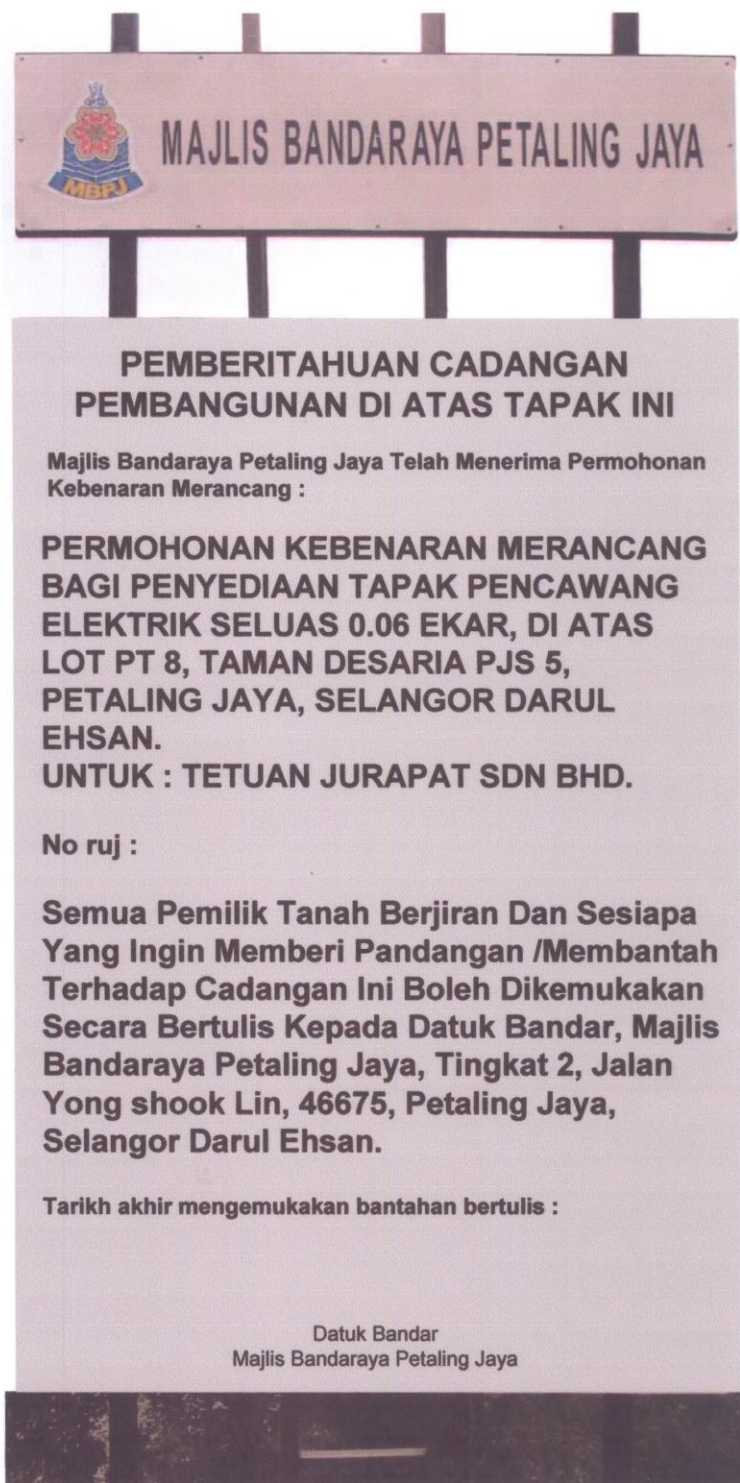 MBPJ
MAJLIS BANDARAYA PETALING JAYA
PEMBERITAHUAN CADANGAN
PEMBANGUNAN DI ATAS TAPAK INI
Majlis Bandaraya Petaling Jaya Telah Menerima Permohonan
Kebenaran Merancang :
PERMOHONAN KEBENARAN MERANCANG
BAGI PENYEDIAAN TAPAK PENCAWANG
ELEKTRIK SELUAS 0.06 EKAR, DI ATAS
LOT PT 8, TAMAN DESARIA PJS 5,
PETALING JAYA, SELANGOR DARUL
EHSAN.
UNTUK : TETUAN JURAPAT SDN BHD.
No ruj :
Semua Pemilik Tanah Berjiran Dan Sesiapa
Yang Ingin Memberi Pandangan /Membantah
Terhadap Cadangan Ini Boleh Dikemukakan
Secara Bertulis Kepada Datuk Bandar, Majlis
Bandaraya Petaling Jaya, Tingkat 2, Jalan
Yong shook Lin, 46675, Petaling Jaya,
Selangor Darul Ehsan.
Tarikh akhir mengemukakan bantahan bertulis :
Datuk Bandar
Majlis Bandaraya Petaling Jaya